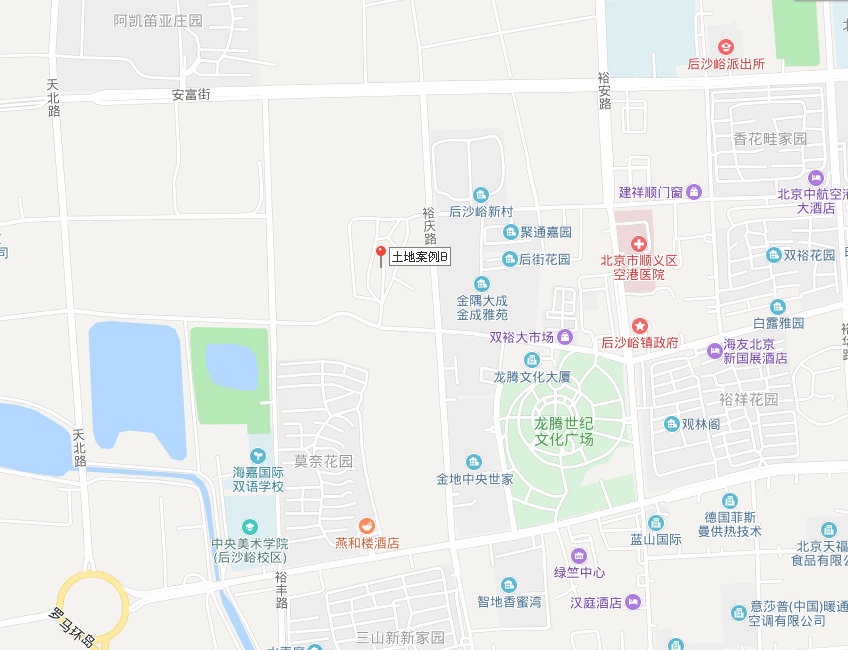 阿凯笛亚庄园
后沙峪派出所
天北路
安富街
裕安路
香花畦家园
建祥顺门窗
北京中航空港
大酒店
后沙峪新村
裕庆路
聚通嘉园
双裕花园
司
土地案例B
后街花园
北京市顺义区
空港医院
金隅大成
金成雅苑
白露雅园
双裕大市场
后沙峪镇政府
海友北京
新国展酒店
裕华路
龙腾文化大厦
裕祥花园
龙腾世纪
文化广场
观林阁
天北路
莫奈花园
海嘉国际
双语学校
金地中央世家
德国菲斯
曼供热技术
中央美术学院
(后沙峪校区)
燕和楼酒店
蓝山国际
北京天福
食品有限公
绿竺中心
裕丰路
智地香蜜湾
汉庭酒店
意莎普(中国)暖通
空调有限公司
罗马环岛
三山新新家园